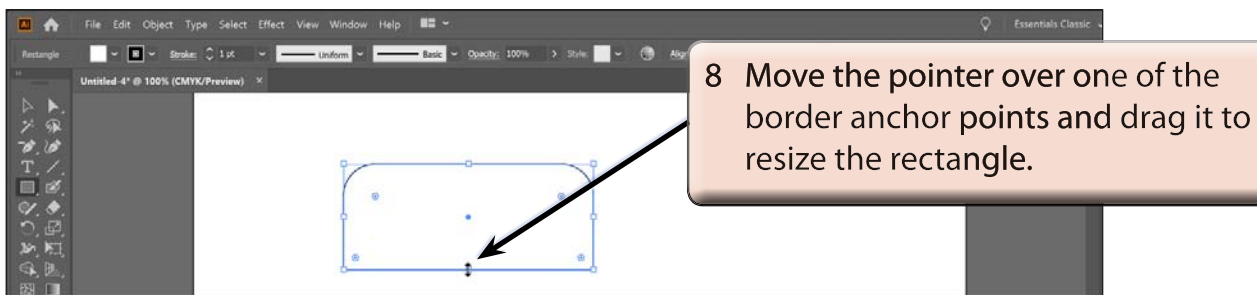 Ai File Edit Object Type Select Effect View Window Help Essentials Classic
Rectangle Stroke: 1 pt Uniform Basic Opacity: 100% Style:
Untitled-4* @ 100% (CMYK/Preview) ×
8 Move the pointer over one of the
border anchor points and drag it to
resize the rectangle.